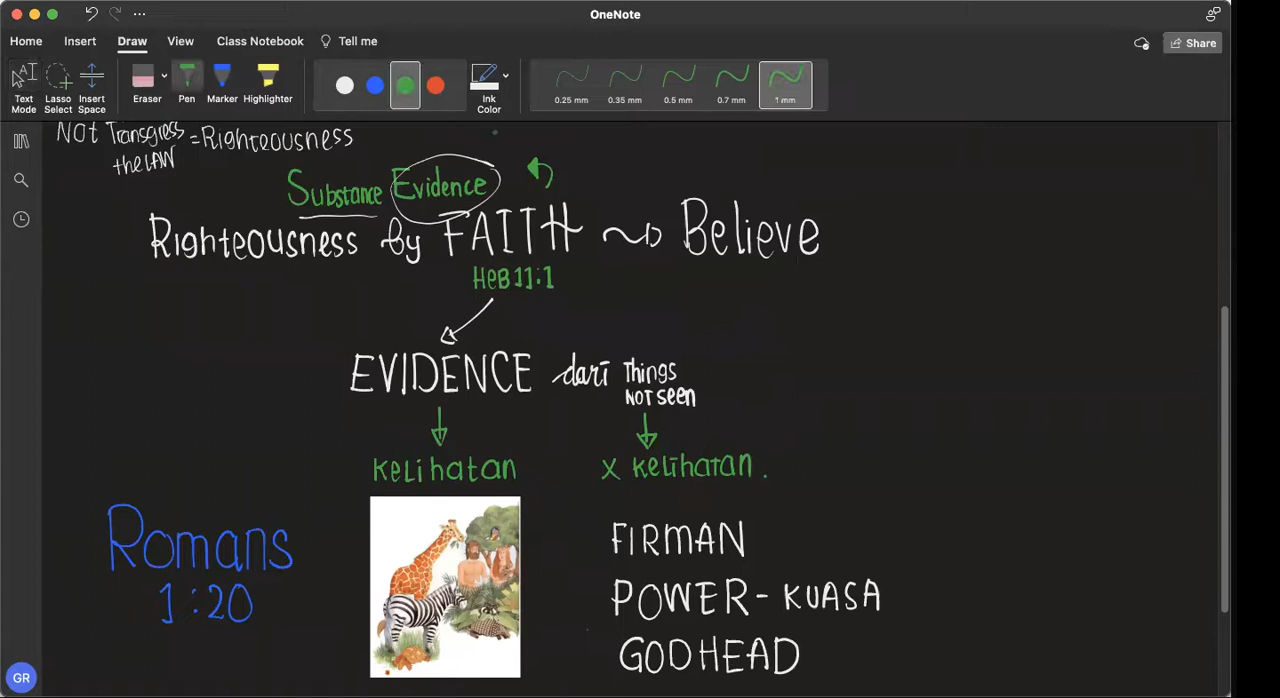 OneNote
Home Insert Draw View Class Notebook Tell me
Share
Text Mode
Lasso Select
Insert Space
Eraser
Pen
Marker
Highlighter
Ink Color
0.25 mm 0.35 mm 0.5 mm 0.7 mm 1 mm
Not Transgress
the LAW
=Righteousness
Substance Evidence
Righteousness by FAITH Believe
HeB 11:1
EVIDENCE dari Things
NOT seen
Kelihatan X Kelihatan.
Romans
1:20
FIRMAN
POWER - KUASA
GODHEAD
GR